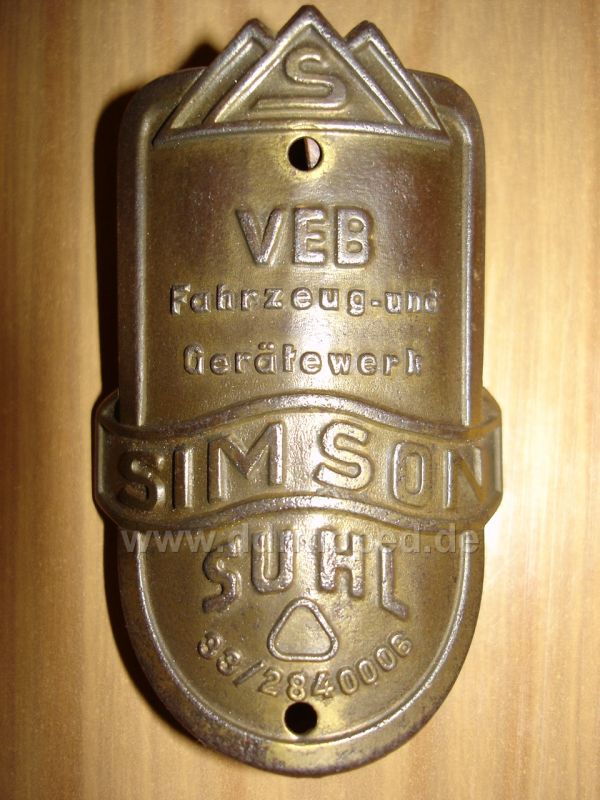 S
VEB
Fahrzeug-und
Gerätewerk
SIMSON
SUHL
33/2840006